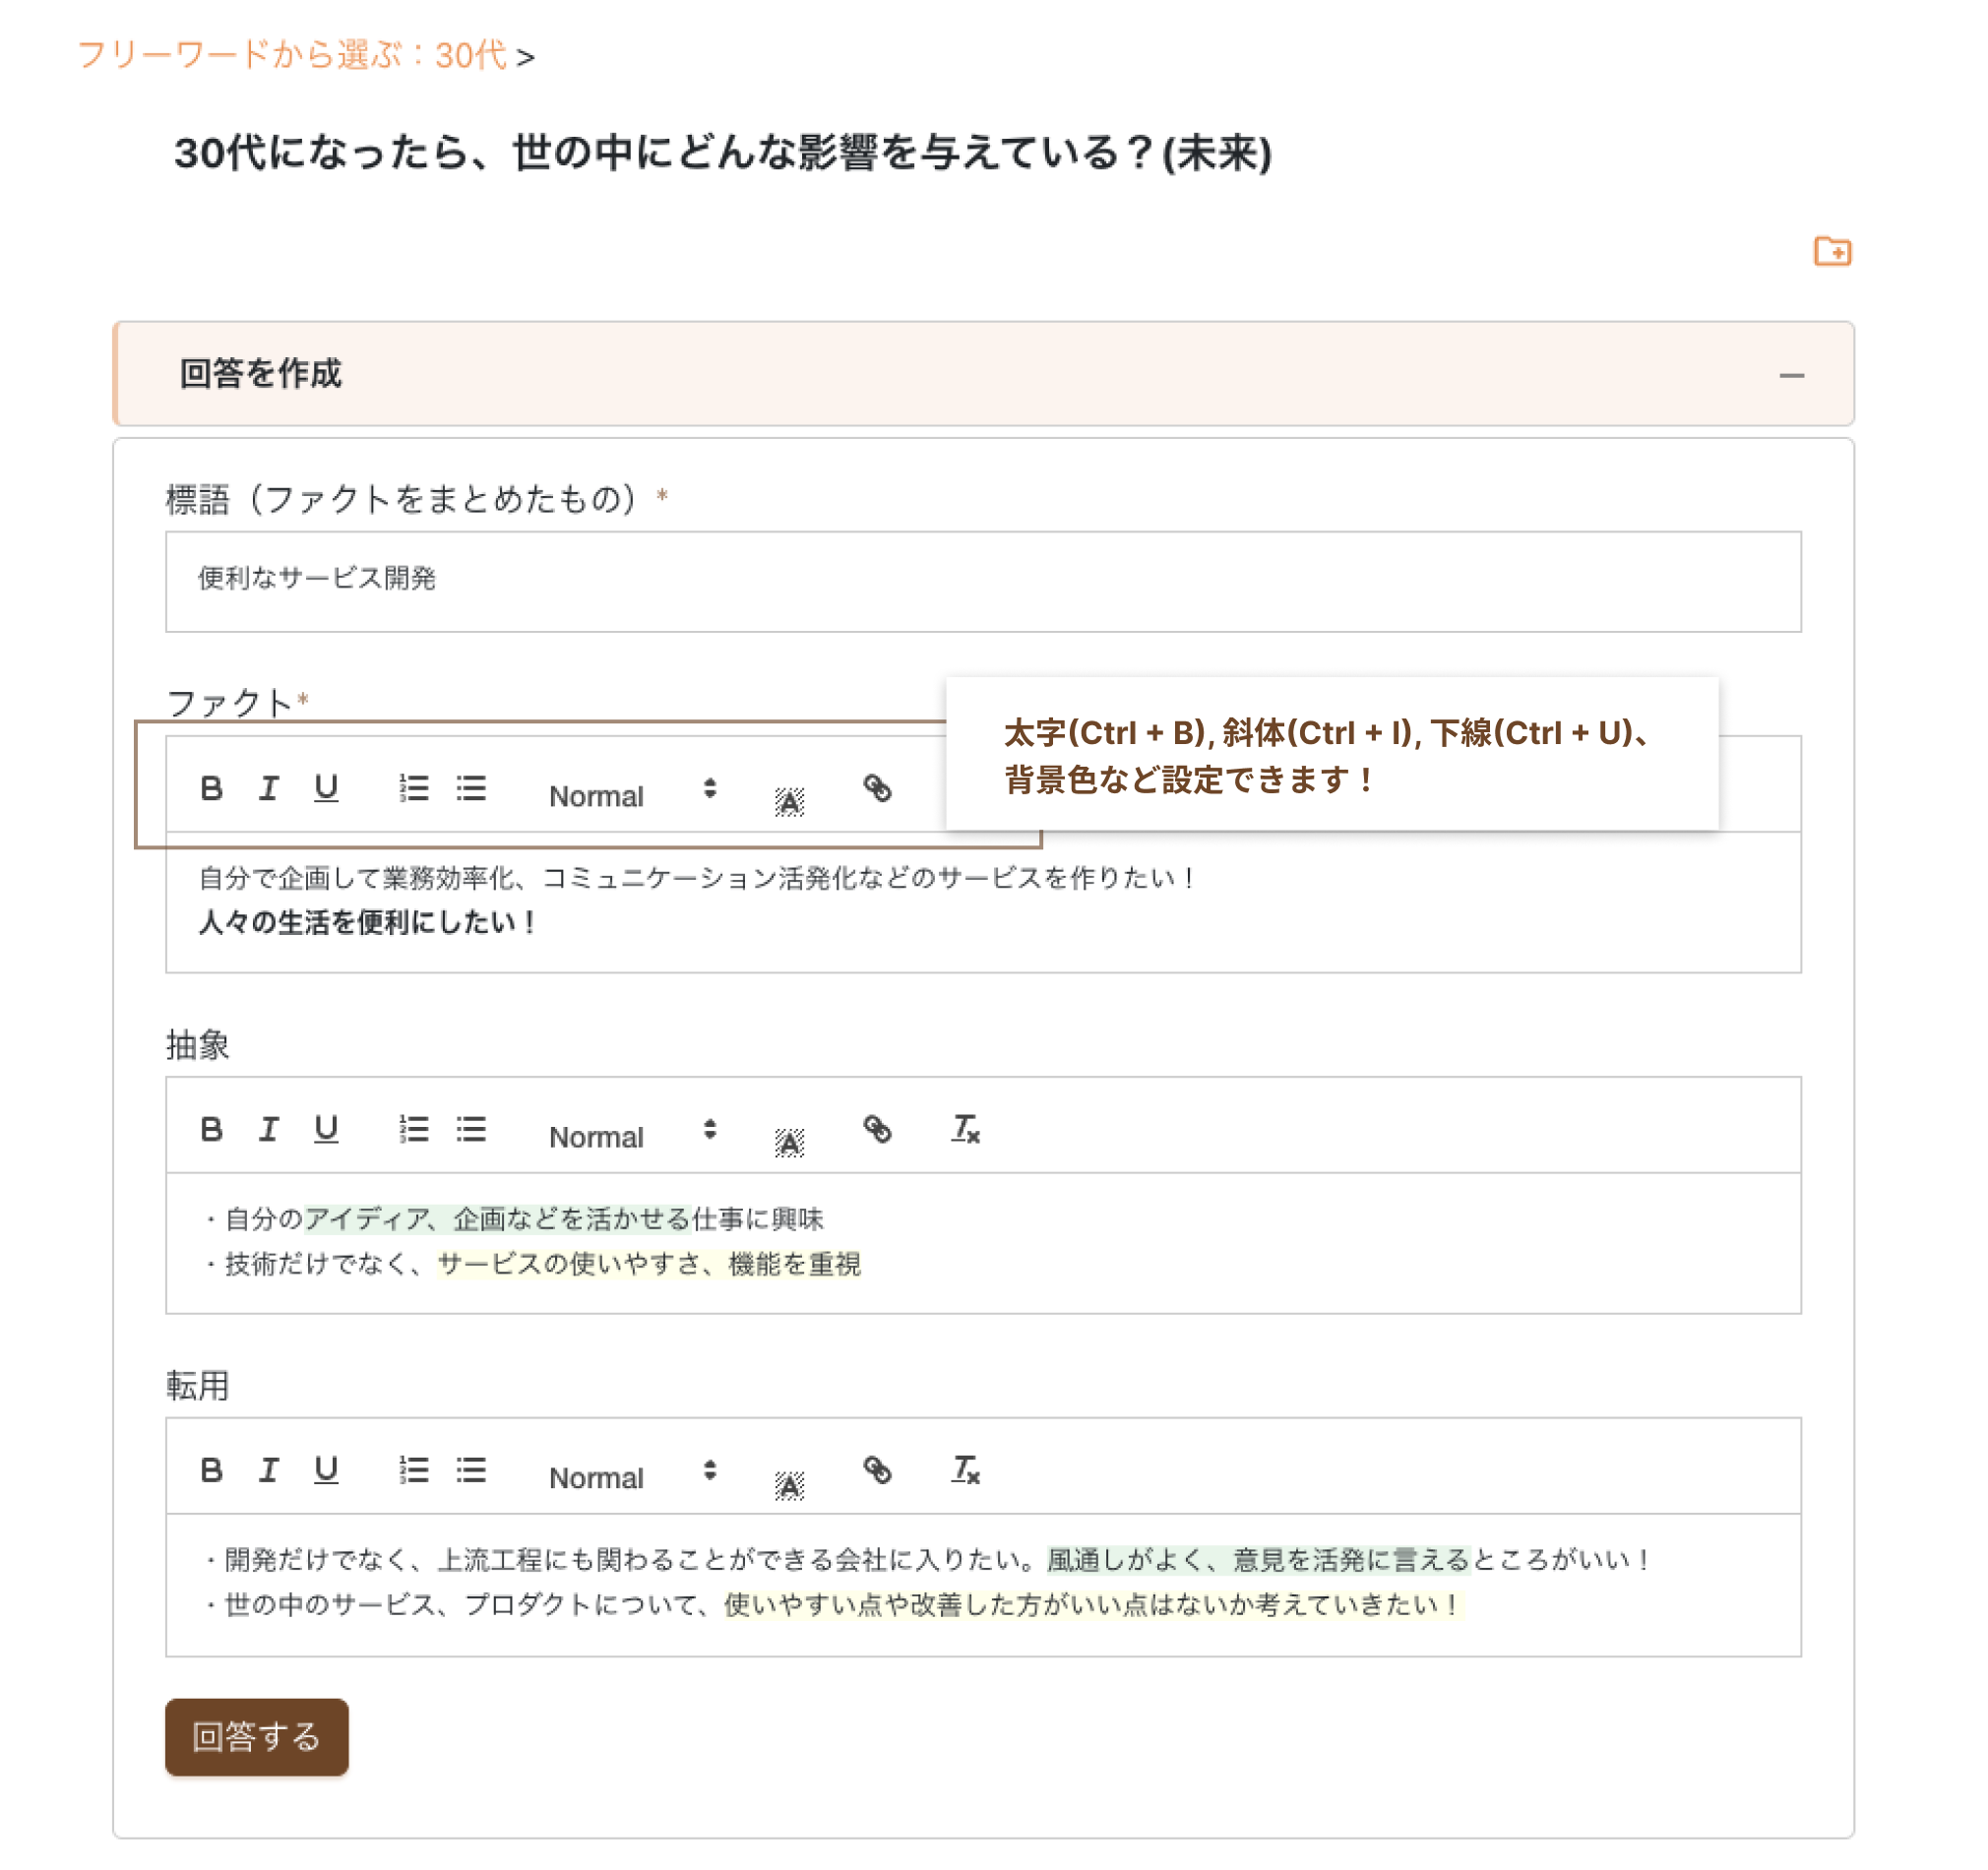 フリーワードから選ぶ：30代 >
30代になったら、世の中にどんな影響を与えている？(未来)
回答を作成
標語（ファクトをまとめたもの）*
便利なサービス開発
ファクト*
太字(Ctrl + B), 斜体(Ctrl + I), 下線(Ctrl + U)、
背景色など設定できます！
B I U Normal A
自分で企画して業務効率化、コミュニケーション活発化などのサービスを作りたい！
人々の生活を便利にしたい！
抽象
B I U Normal A Tx
・自分のアイディア、企画などを活かせる仕事に興味
・技術だけでなく、サービスの使いやすさ、機能を重視
転用
B I U Normal A Tx
・開発だけでなく、上流工程にも関わることができる会社に入りたい。風通しがよく、意見を活発に言えるところがいい！
・世の中のサービス、プロダクトについて、使いやすい点や改善した方がいい点はないか考えていきたい！
回答する